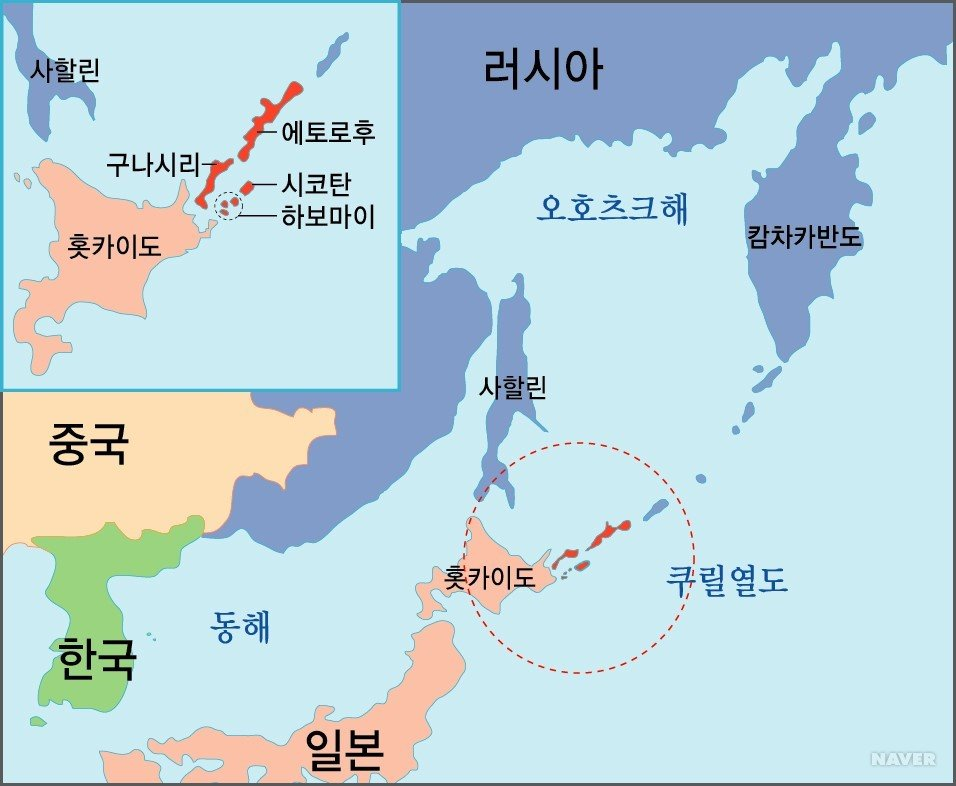 사할린
에토로후
구나시리
시코탄
하보마이
홋카이도
러시아
오호츠크해
캄차카반도
사할린
중국
홋카이도
쿠릴열도
동해
한국
일본
NAVER